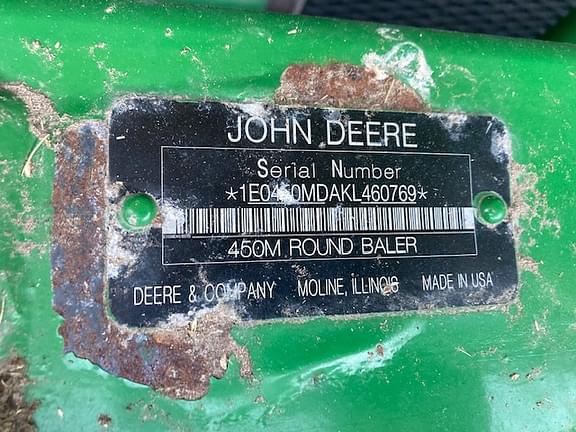 JOHN DEERE
Serial Number
*1E0450MDAKL460769*
450M ROUND BALER
DEERE & COMPANY MOLINE, ILLINOIS MADE IN USA